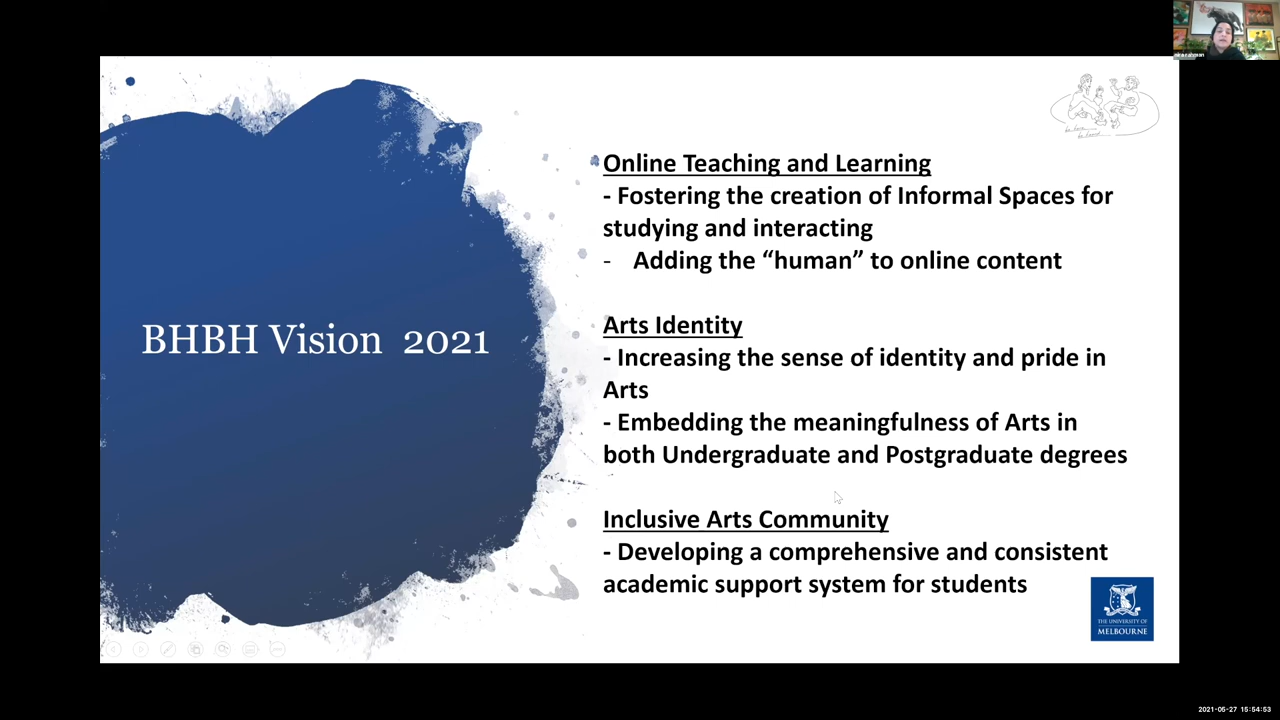 BHBH Vision 2021
Online Teaching and Learning
- Fostering the creation of Informal Spaces for
studying and interacting
- Adding the “human” to online content
Arts Identity
- Increasing the sense of identity and pride in
Arts
- Embedding the meaningfulness of Arts in
both Undergraduate and Postgraduate degrees
Inclusive Arts Community
- Developing a comprehensive and consistent
academic support system for students
THE UNIVERSITY OF
MELBOURNE
2021-05-27 15:54:53